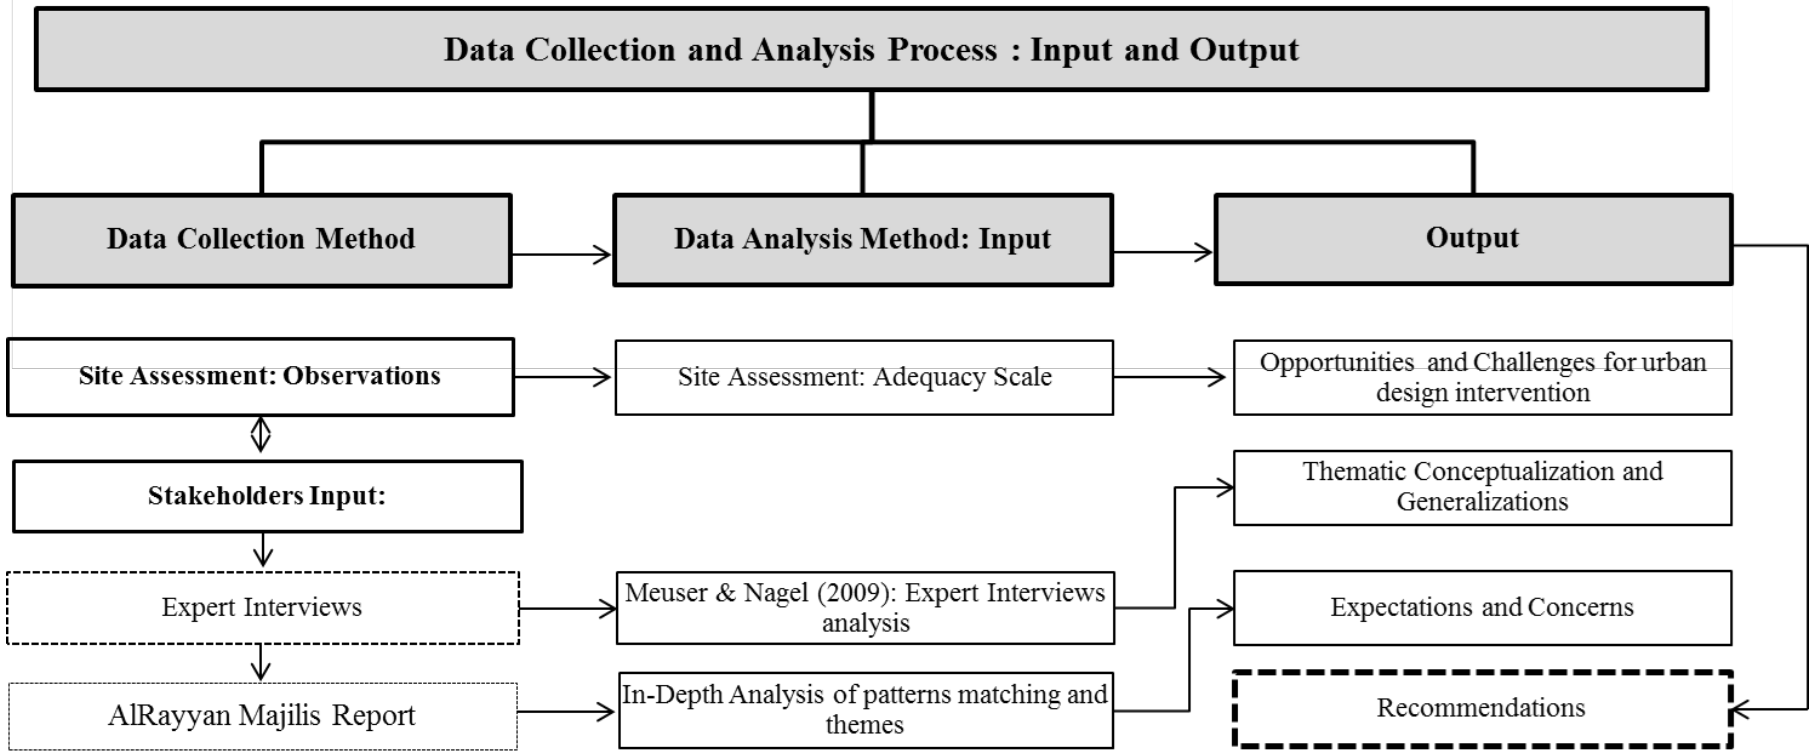 Data Collection and Analysis Process : Input and Output
Data Collection Method
Data Analysis Method: Input
Output
Site Assessment: Observations
Site Assessment: Adequacy Scale
Opportunities and Challenges for urban
design intervention
Stakeholders Input:
Thematic Conceptualization and
Generalizations
Expert Interviews
Meuser & Nagel (2009): Expert Interviews
analysis
Expectations and Concerns
AlRayyan Majilis Report
In-Depth Analysis of patterns matching and
themes
Recommendations